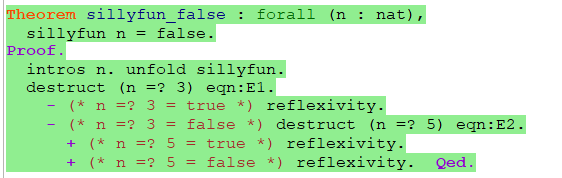 Theorem sillyfun_false : forall (n : nat),
  sillyfun n = false.
Proof.
  intros n. unfold sillyfun.
  destruct (n =? 3) eqn:E1.
    - (* n =? 3 = true *) reflexivity.
    - (* n =? 3 = false *) destruct (n =? 5) eqn:E2.
      + (* n =? 5 = true *) reflexivity.
      + (* n =? 5 = false *) reflexivity.  Qed.